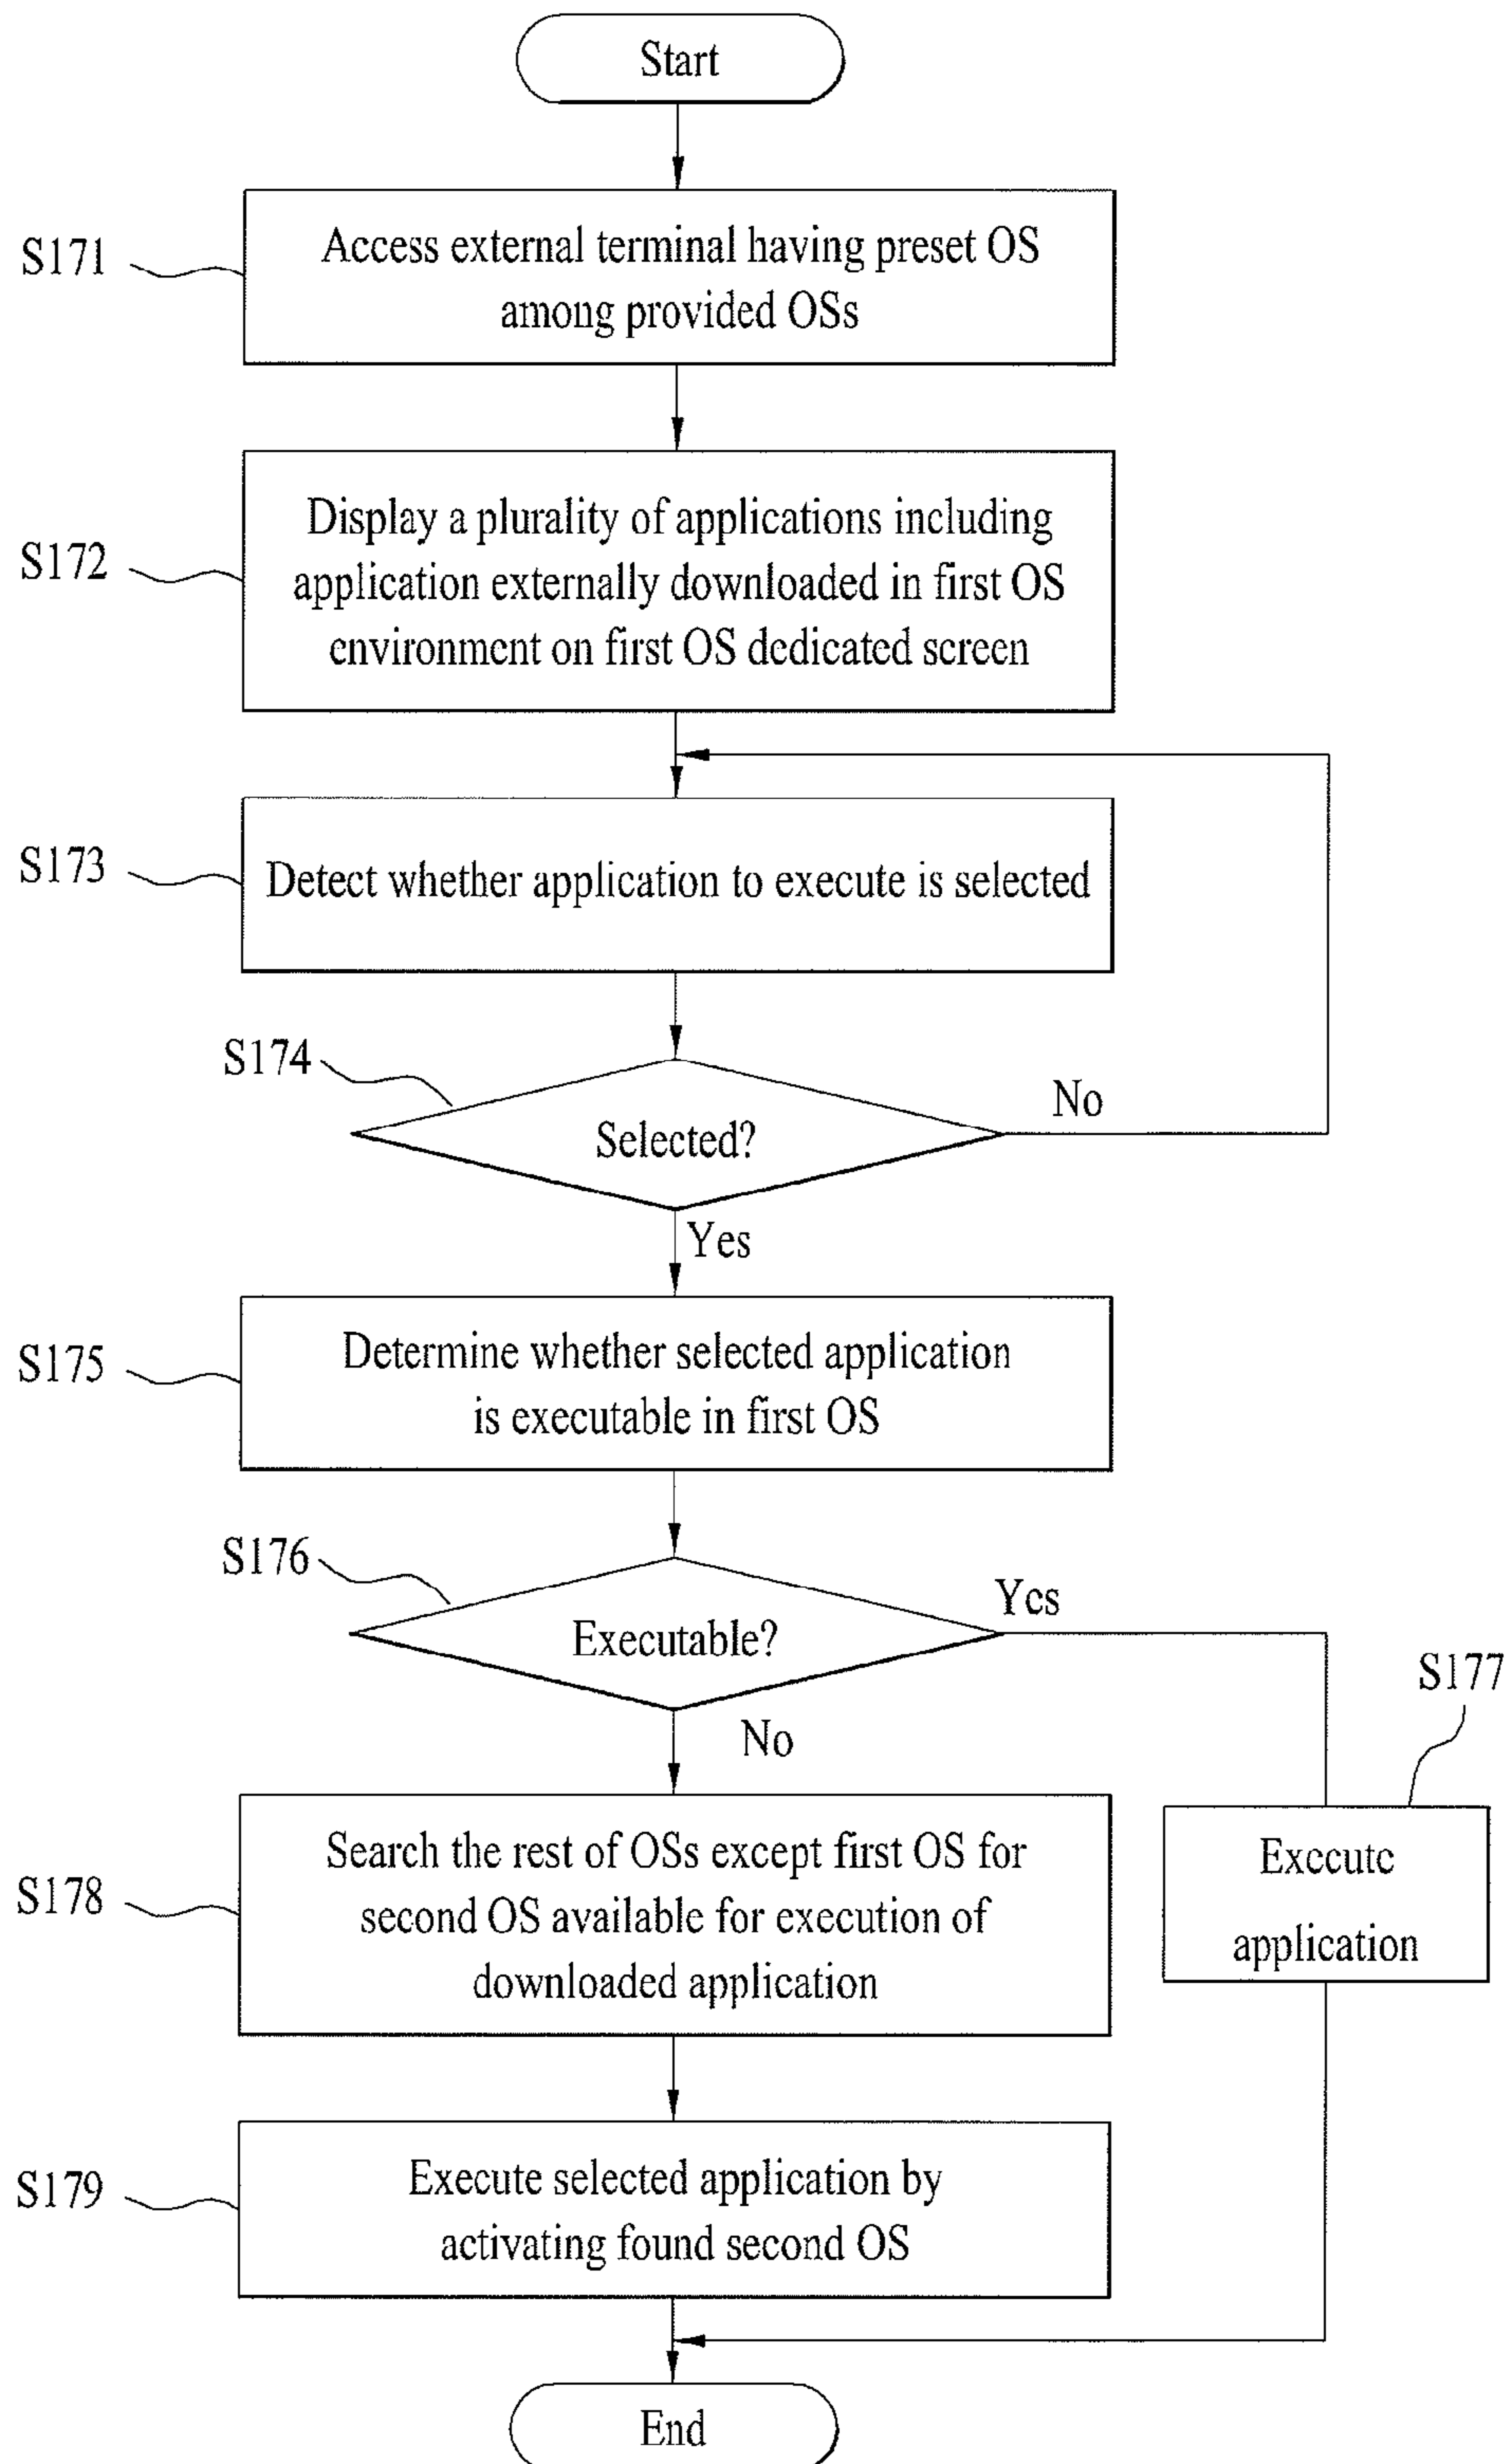 Start
S171
Access external terminal having preset OS
among provided OSs
S172
Display a plurality of applications including
application externally downloaded in first OS
environment on first OS dedicated screen
S173
Detect whether application to execute is selected
S174
Selected?
No
Yes
S175
Determine whether selected application
is executable in first OS
S176
Executable?
Yes
No
S177
Execute
application
S178
Search the rest of OSs except first OS for
second OS available for execution of
downloaded application
S179
Execute selected application by
activating found second OS
End